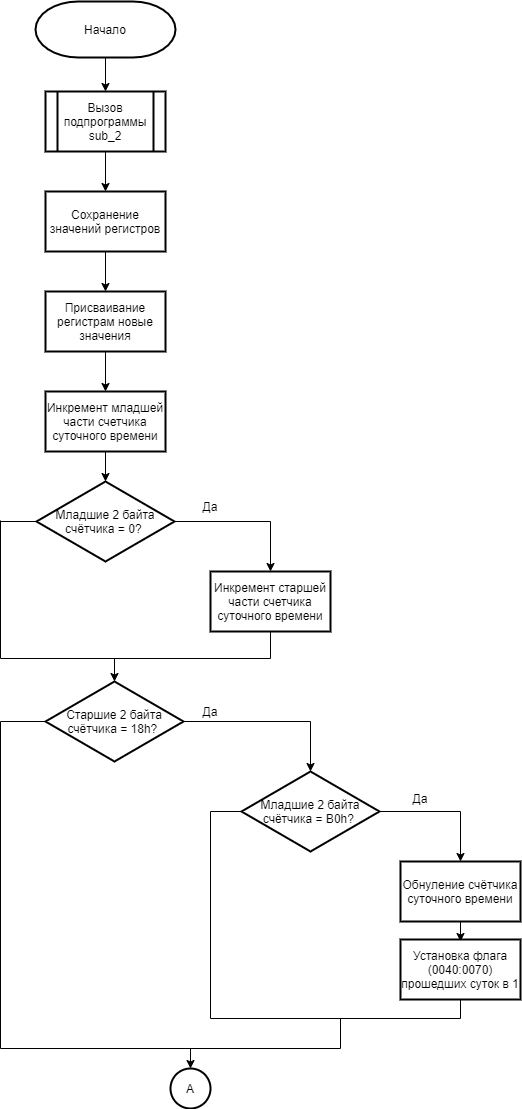 Начало
Вызов
подпрограммы
sub_2
Сохранение
значений регистров
Присваивание
регистрам новые
значения
Инкремент младшей
части счетчика
суточного времени
Младшие 2 байта
счётчика = 0?
Да
Инкремент старшей
части счетчика
суточного времени
Старшие 2 байта
счётчика = 18h?
Да
Младшие 2 байта
счётчика = B0h?
Да
Обнуление счётчика
суточного времени
Установка флага
(0040:0070)
прошедших суток в 1
A